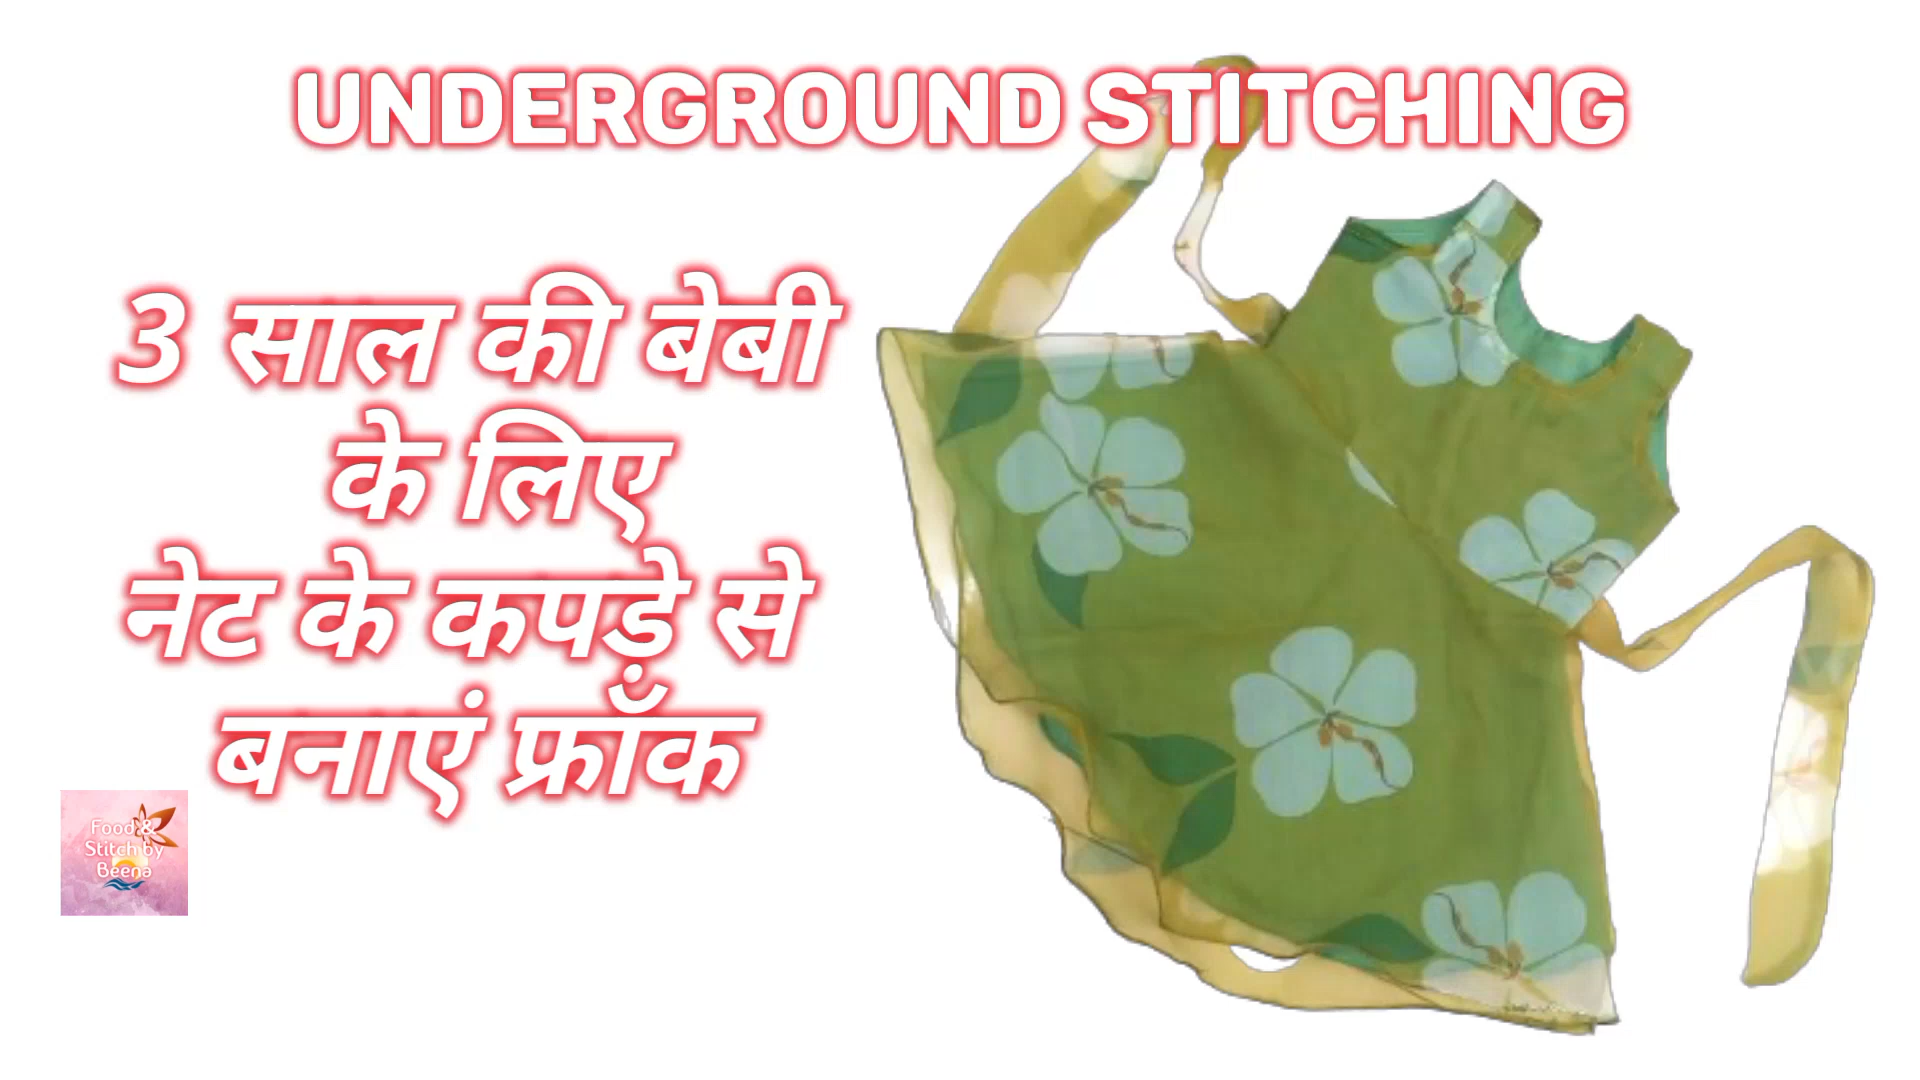 UNDERGROUND STITCHING
3 साल की बेबी
के लिए
नेट के कपड़े से
बनाएं फ्रॉक
Food &
Stitch by
Beena